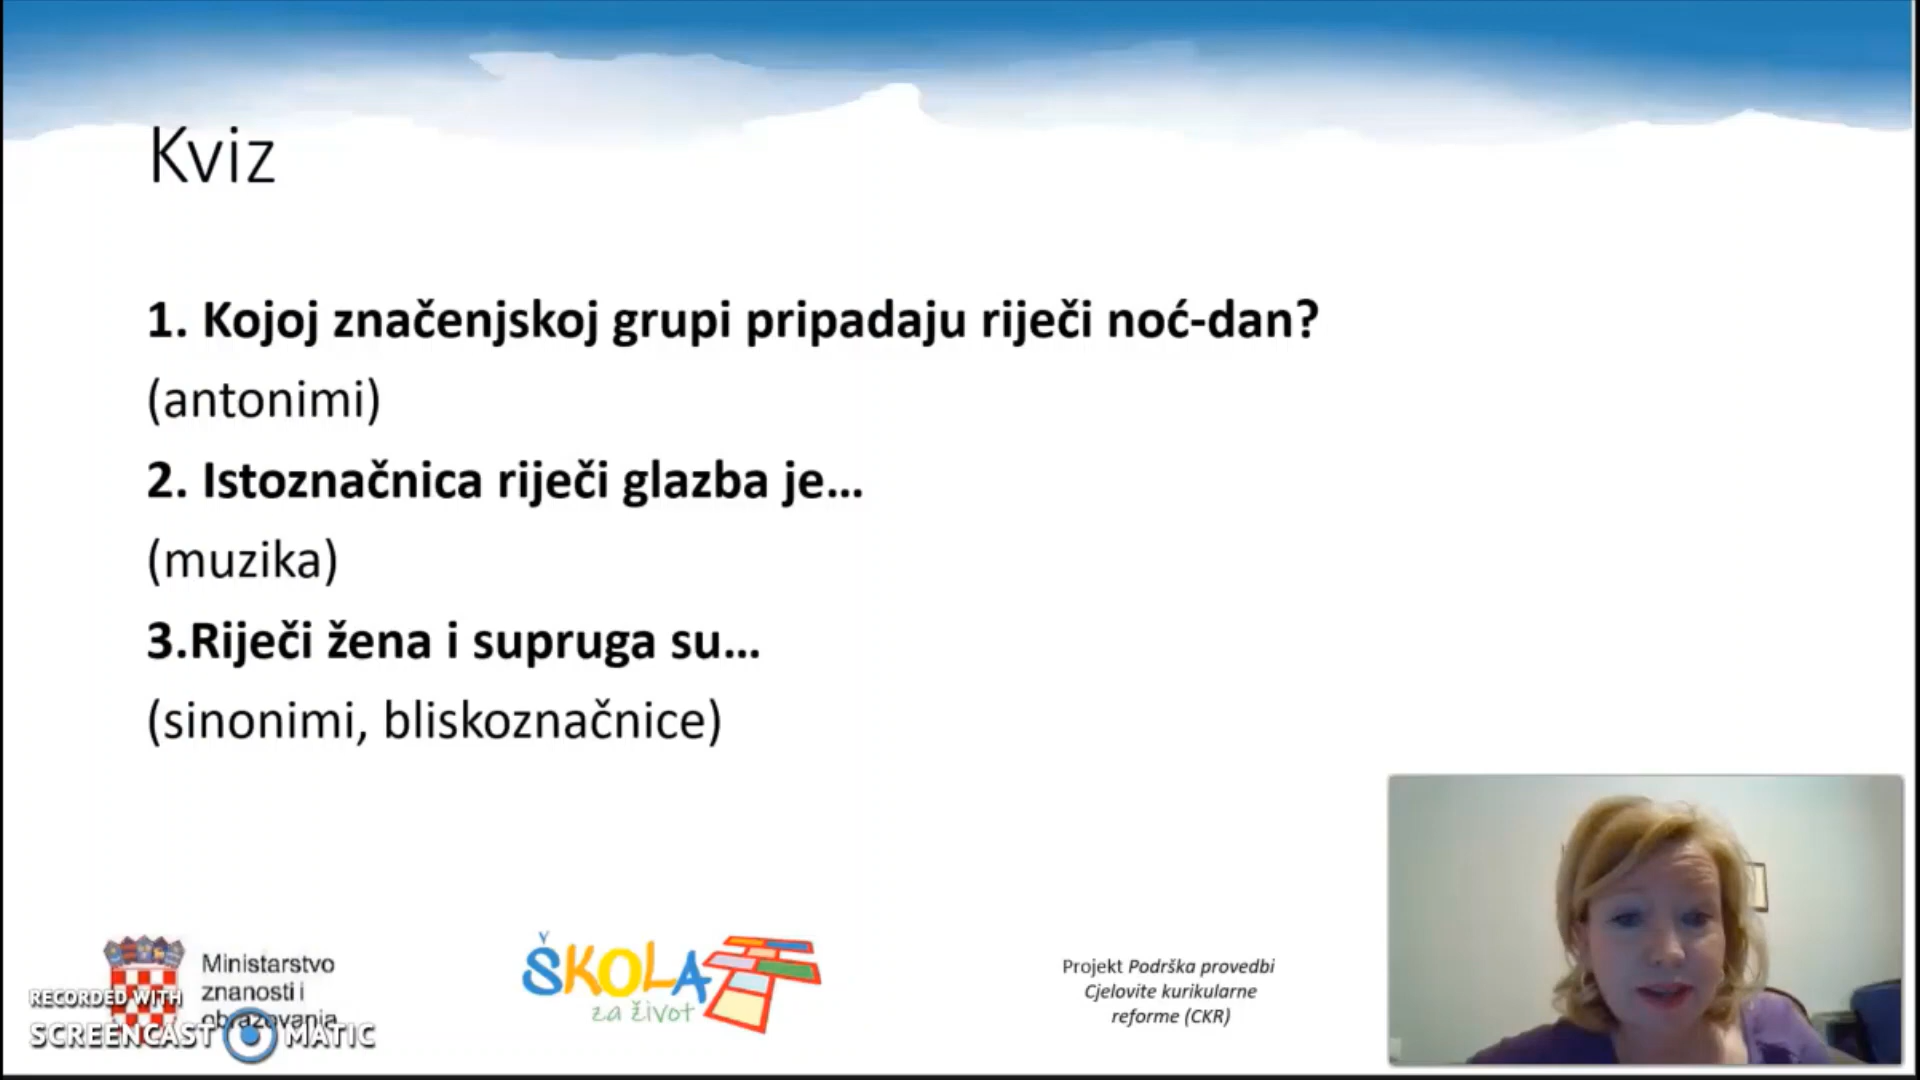 Kviz
1. Kojoj značenjskoj grupi pripadaju riječi noć-dan?
(antonimi)
2. Istoznačnica riječi glazba je...
(muzika)
3.Riječi žena i supruga su...
(sinonimi, bliskoznačnice)
Ministarstvo
znanosti i
obrazovanja
RECORDED WITH
SCREENCAST MATIC
ŠKOLA
za život
Projekt Podrška provedbi
Cjelovite kurikularne
reforme (CKR)